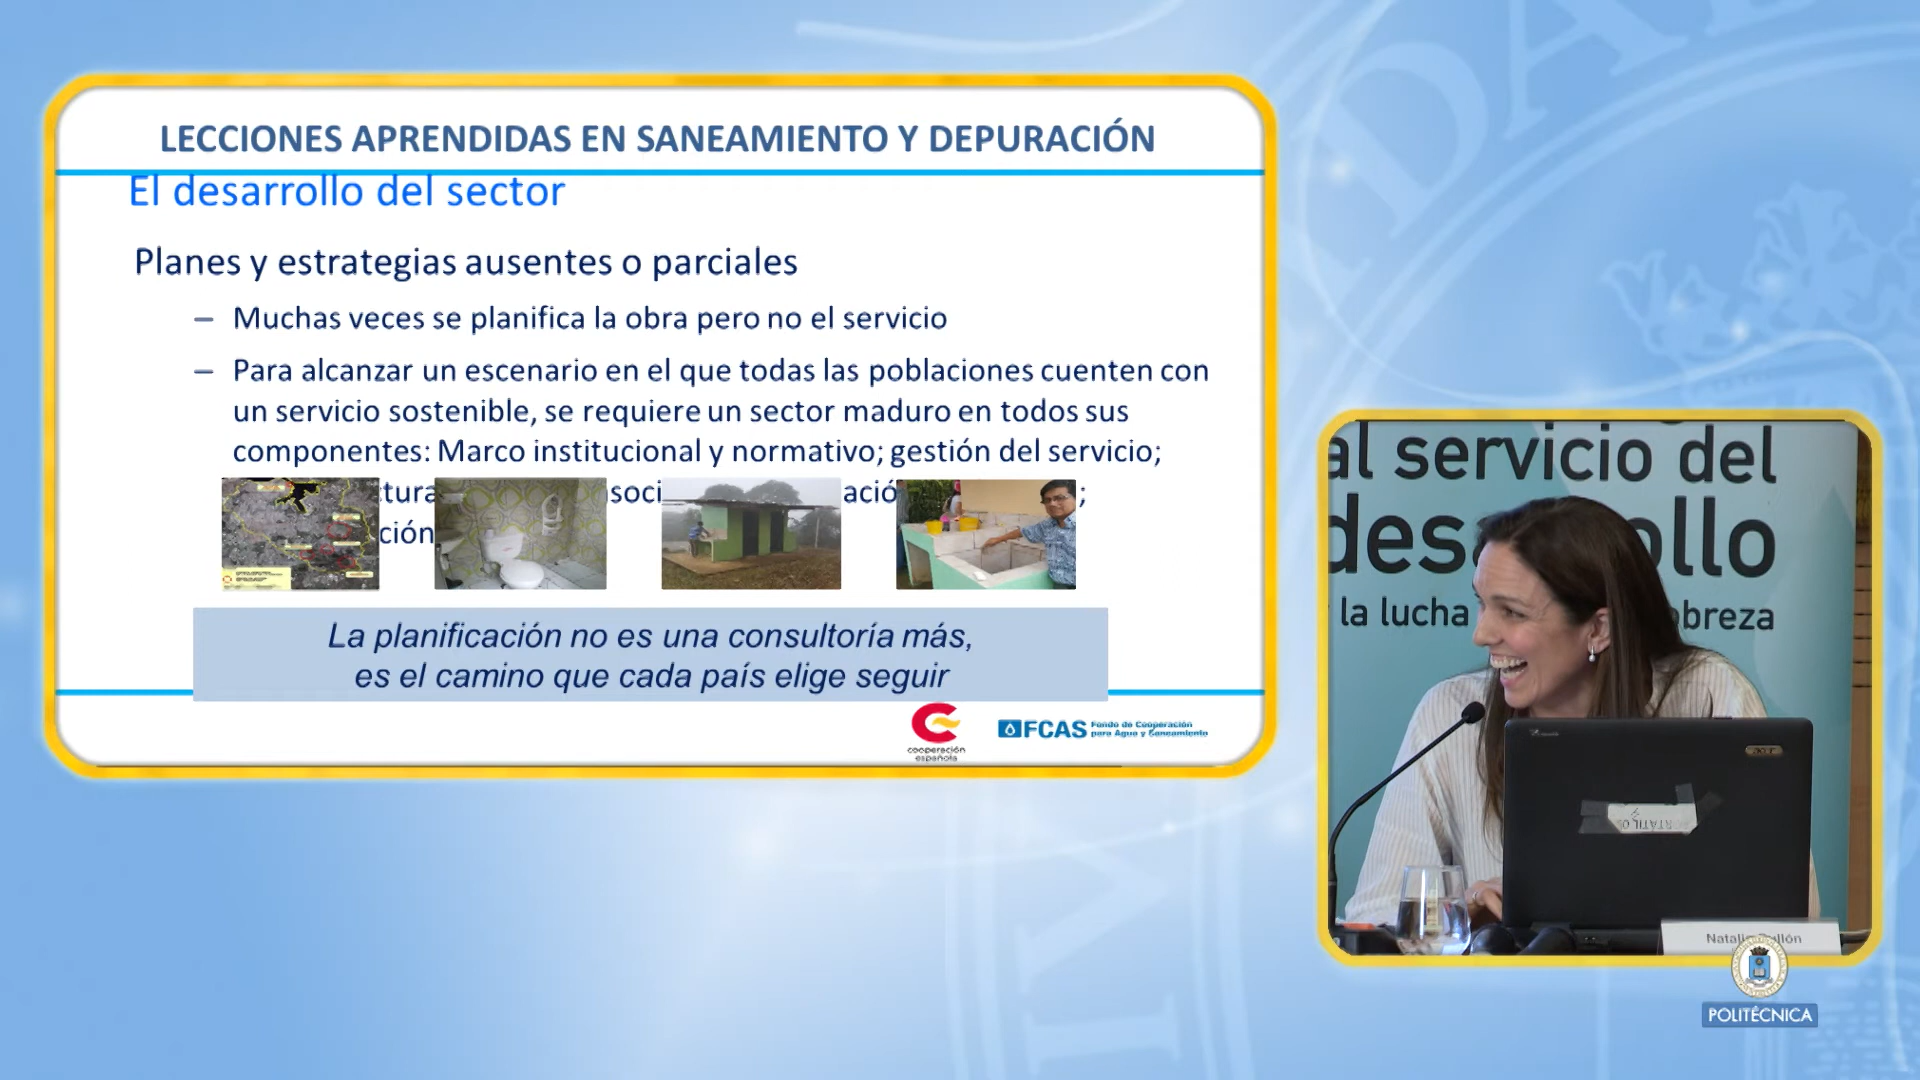 LECCIONES APRENDIDAS EN SANEAMIENTO Y DEPURACIÓN
El desarrollo del sector
Planes y estrategias ausentes o parciales
– Muchas veces se planifica la obra pero no el servicio
– Para alcanzar un escenario en el que todas las poblaciones cuenten con
un servicio sostenible, se requiere un sector maduro en todos sus
componentes: Marco institucional y normativo; gestión del servicio;
La planificación no es una consultoría más,
es el camino que cada país elige seguir
cooperación
española
FCAS Fondo de Cooperación
para Agua y Saneamiento
al servicio del
la lucha
POLITÉCNICA